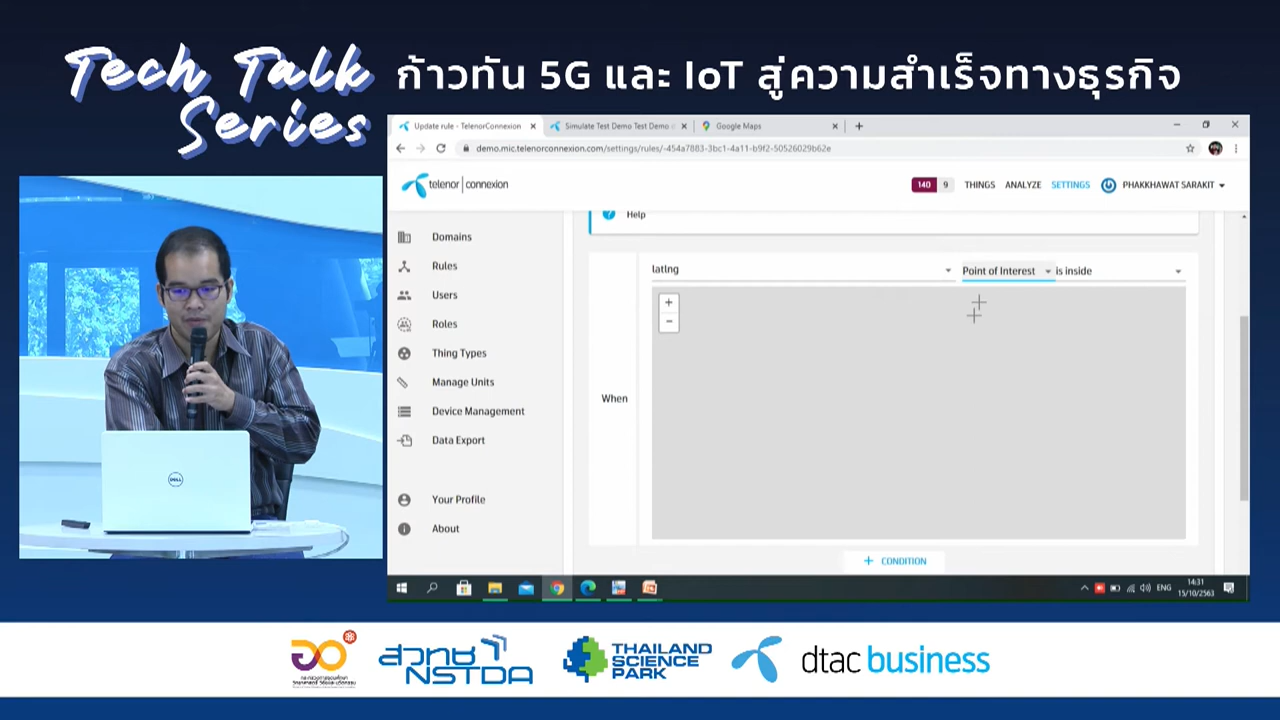 Tech Talk
Series
ก้าวทัน 5G และ IoT สู่ความสำเร็จทางธุรกิจ
Update rule - TelenorConnexion
Simulate Test Demo Test Demo
Google Maps
demo.mic.telenorconnexion.com/settings/rules/-454a7883-3bc1-4a11-b9f2-50526029b62e
telenor connexion
140 9 THINGS ANALYZE SETTINGS PHAKKHAWAT SARAKIT
Help
Domains
Rules
Users
Roles
Thing Types
Manage Units
Device Management
Data Export
Your Profile
About
latlng
Point of Interest
is inside
+
−
When
+ CONDITION
DELL
ENG
14:31
15/10/2563
สวทช
NSTDA
THAILAND
SCIENCE
PARK
dtac business